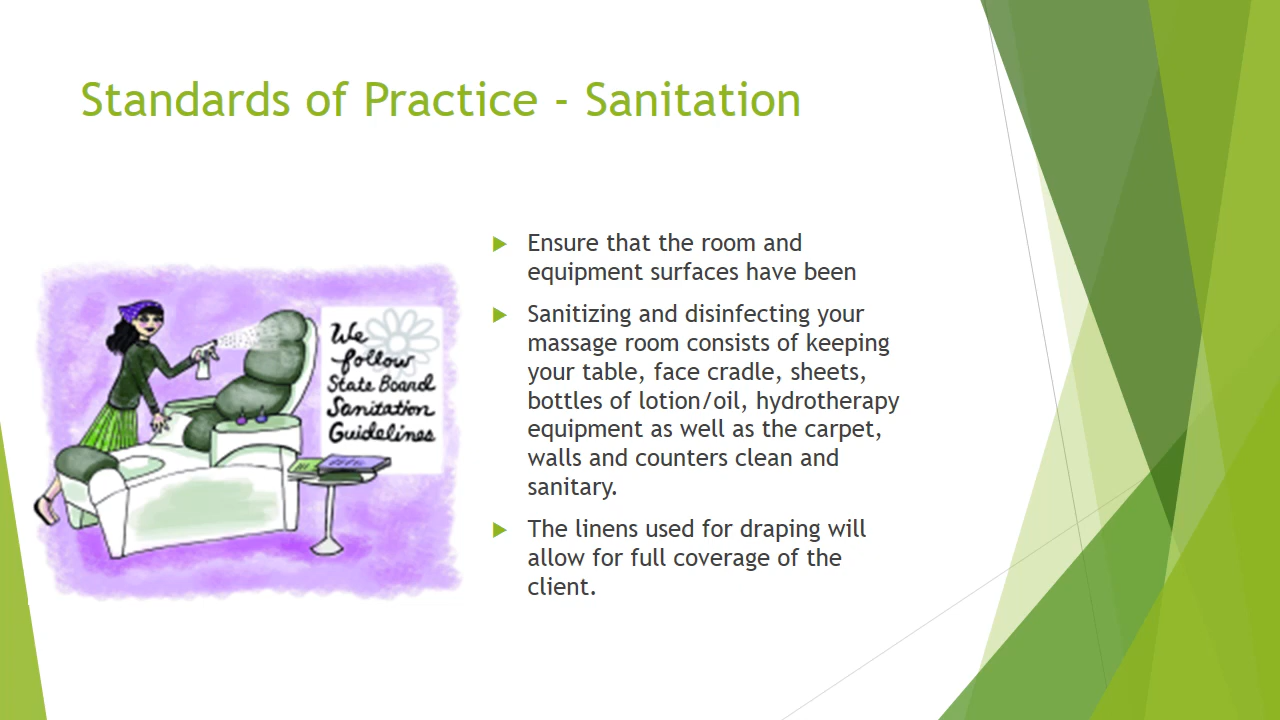 Standards of Practice - Sanitation
Ensure that the room and
equipment surfaces have been
Sanitizing and disinfecting your
massage room consists of keeping
your table, face cradle, sheets,
bottles of lotion/oil, hydrotherapy
equipment as well as the carpet,
walls and counters clean and
sanitary.
The linens used for draping will
allow for full coverage of the
client.
We
follow
State Board
Sanitation
Guidelines